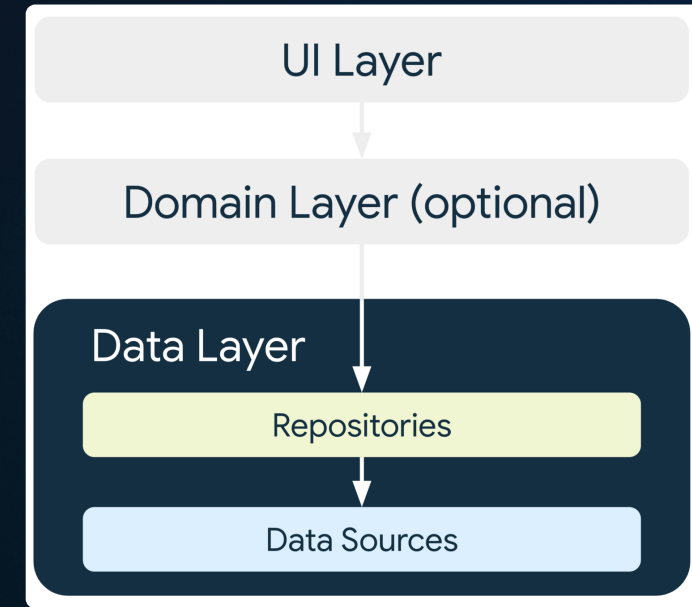 UI Layer
Domain Layer (optional)
Data Layer
Repositories
Data Sources